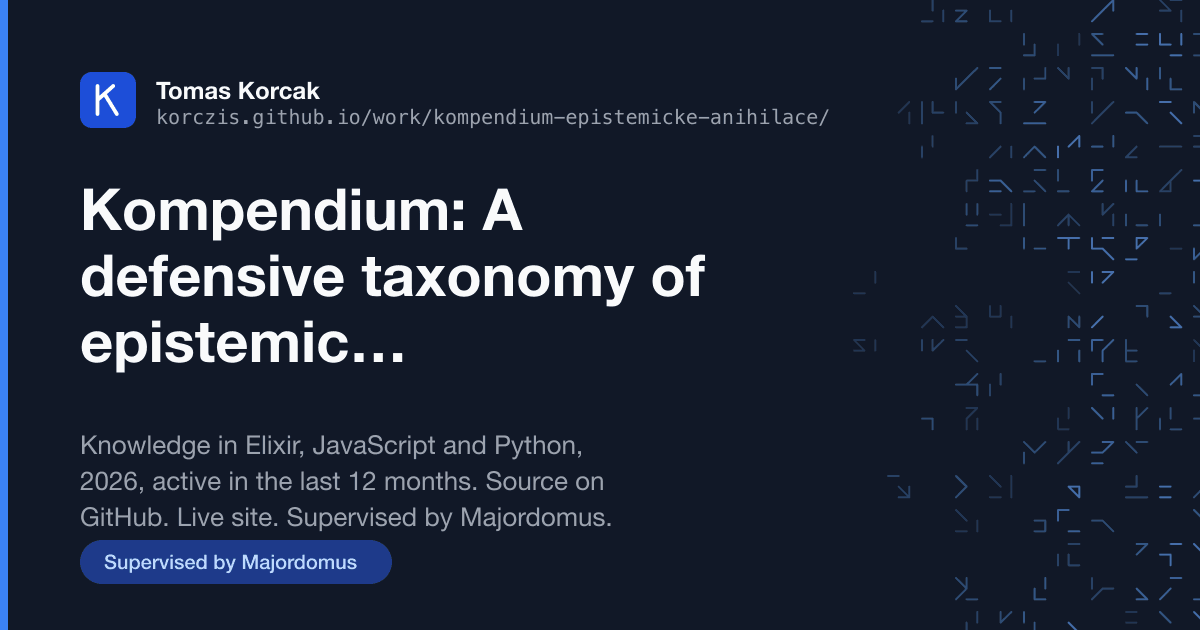 K
Tomas Korcak
korczis.github.io/work/kompendium-epistemicke-anihilace/
Kompendium: A
defensive taxonomy of
epistemic…
Knowledge in Elixir, JavaScript and Python,
2026, active in the last 12 months. Source on
GitHub. Live site. Supervised by Majordomus.
Supervised by Majordomus